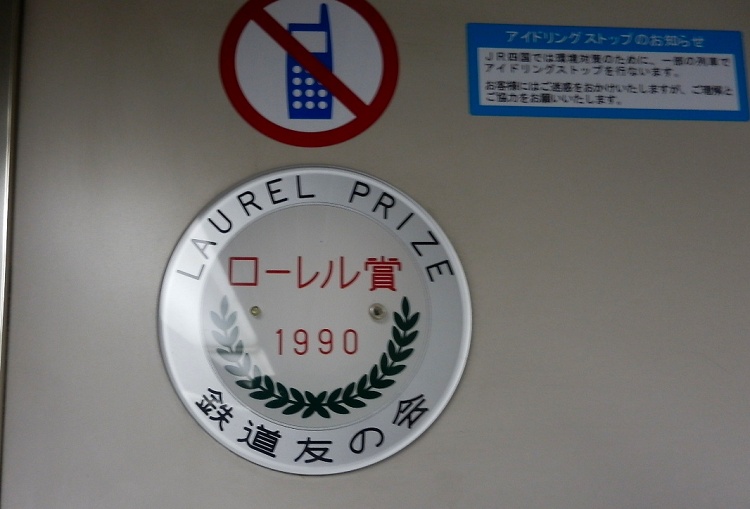 アイドリングストップのお知らせ
JR四国では環境対策のために、一部の列車で
アイドリングストップを行ないます。
お客様にはご迷惑をおかけいたしますが、ご理解と
ご協力をお願いいたします。
LAUREL PRIZE
ローレル賞
1990
鉄道友の会